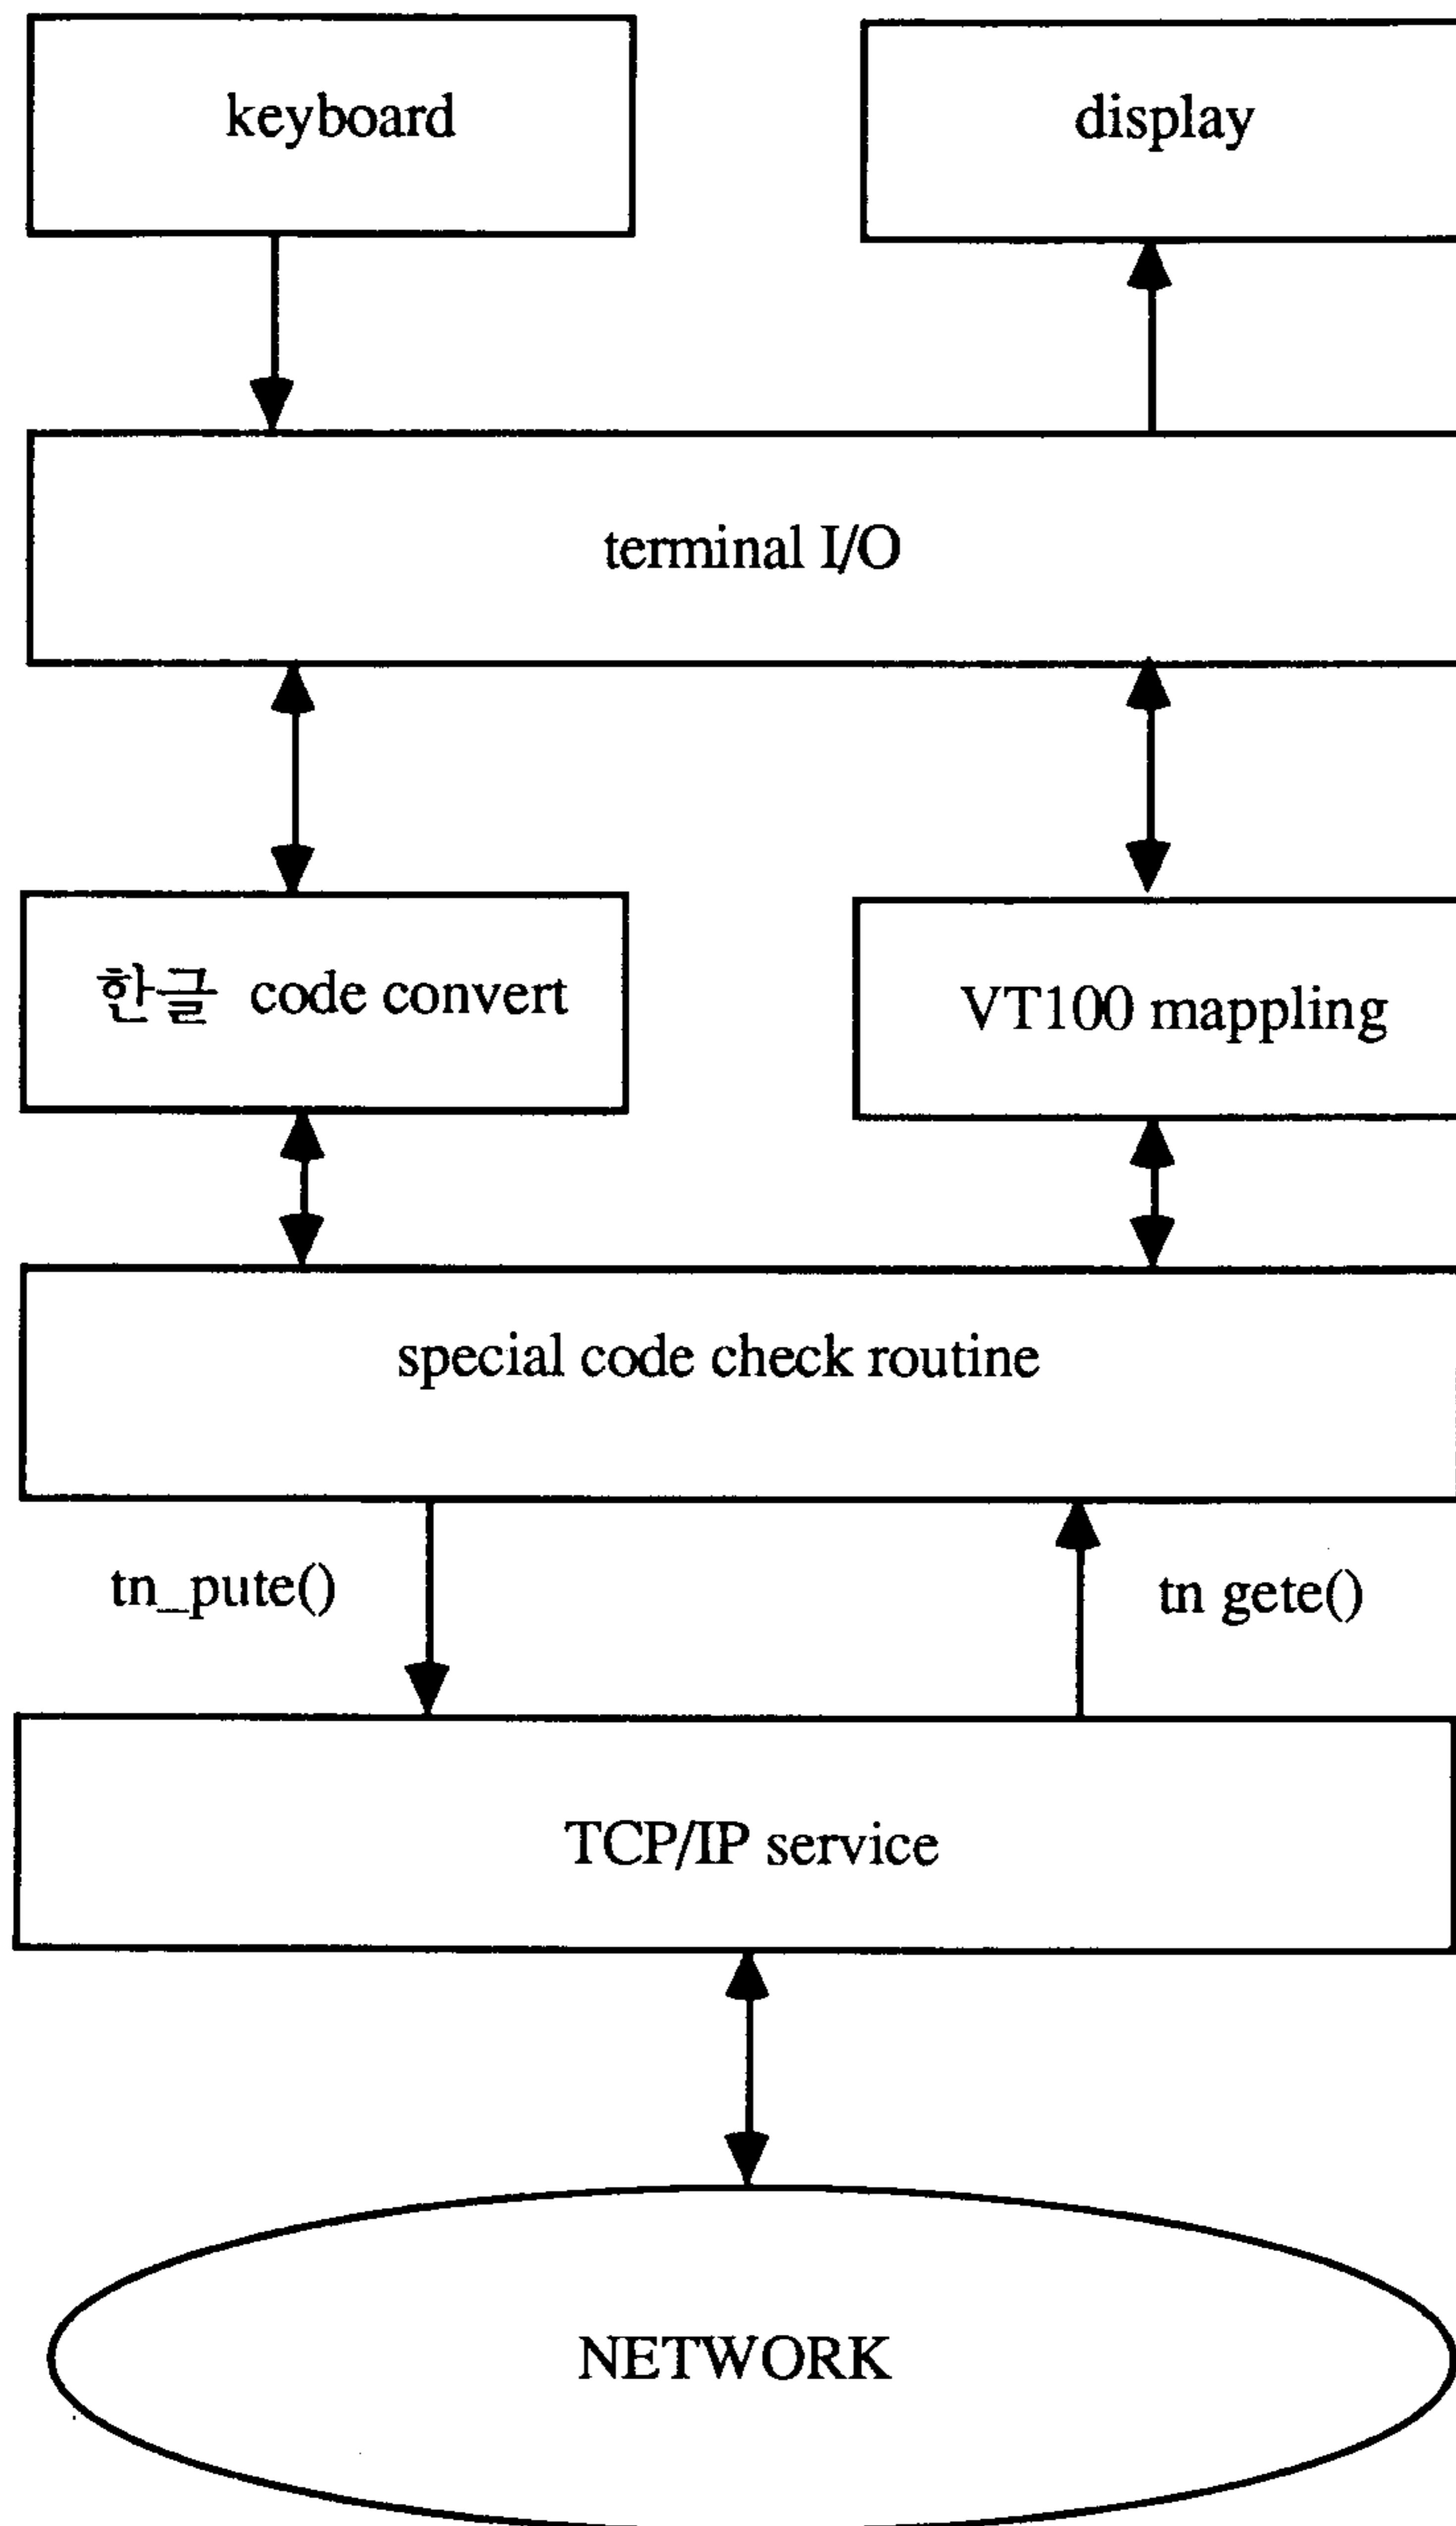 keyboard
display
terminal I/O
한글 code convert
VT100 mappling
special code check routine
tn_pute()
tn gete()
TCP/IP service
NETWORK